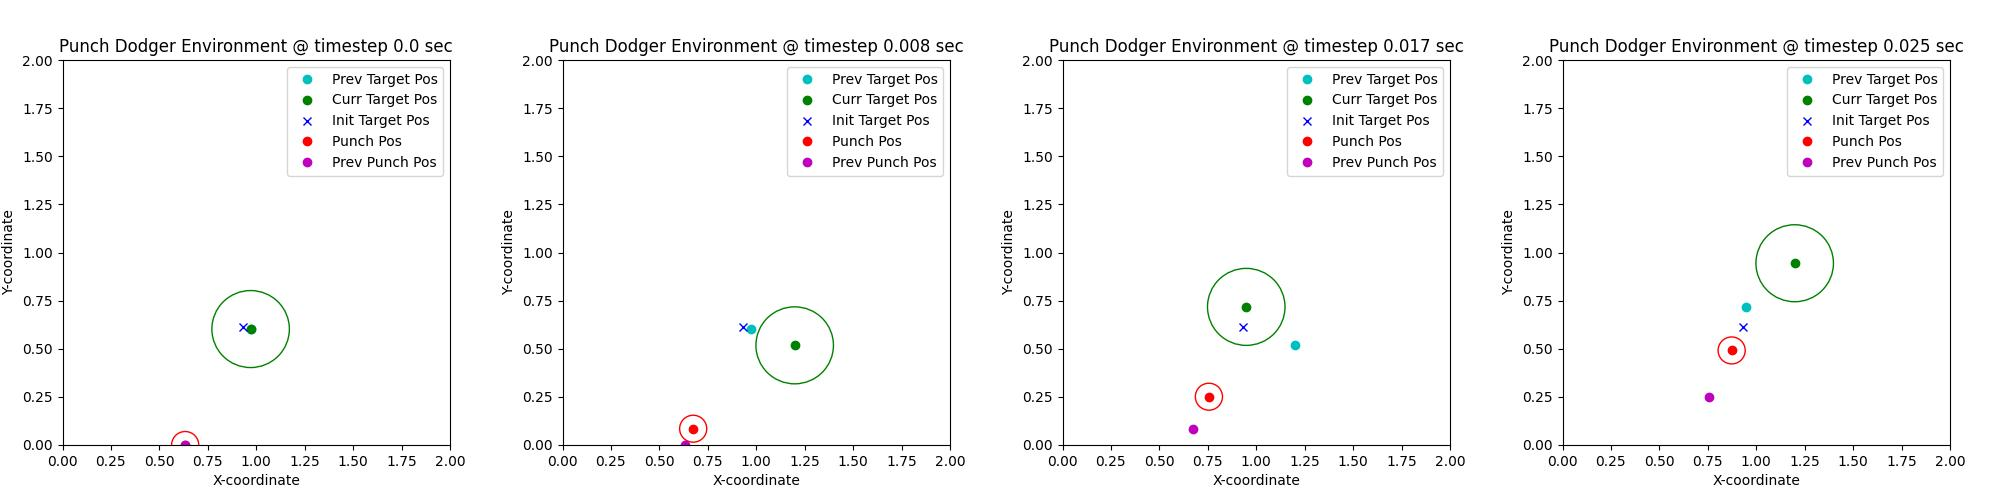 Punch Dodger Environment @ timestep 0.0 sec
2.00
1.75
1.50
1.25
1.00
0.75
0.50
0.25
0.00
Y-coordinate
Prev Target Pos
Curr Target Pos
Init Target Pos
Punch Pos
Prev Punch Pos
0.00 0.25 0.50 0.75 1.00 1.25 1.50 1.75 2.00
X-coordinate
Punch Dodger Environment @ timestep 0.008 sec
2.00
1.75
1.50
1.25
1.00
0.75
0.50
0.25
0.00
Y-coordinate
Prev Target Pos
Curr Target Pos
Init Target Pos
Punch Pos
Prev Punch Pos
0.00 0.25 0.50 0.75 1.00 1.25 1.50 1.75 2.00
X-coordinate
Punch Dodger Environment @ timestep 0.017 sec
2.00
1.75
1.50
1.25
1.00
0.75
0.50
0.25
0.00
Y-coordinate
Prev Target Pos
Curr Target Pos
Init Target Pos
Punch Pos
Prev Punch Pos
0.00 0.25 0.50 0.75 1.00 1.25 1.50 1.75 2.00
X-coordinate
Punch Dodger Environment @ timestep 0.025 sec
2.00
1.75
1.50
1.25
1.00
0.75
0.50
0.25
0.00
Y-coordinate
Prev Target Pos
Curr Target Pos
Init Target Pos
Punch Pos
Prev Punch Pos
0.00 0.25 0.50 0.75 1.00 1.25 1.50 1.75 2.00
X-coordinate